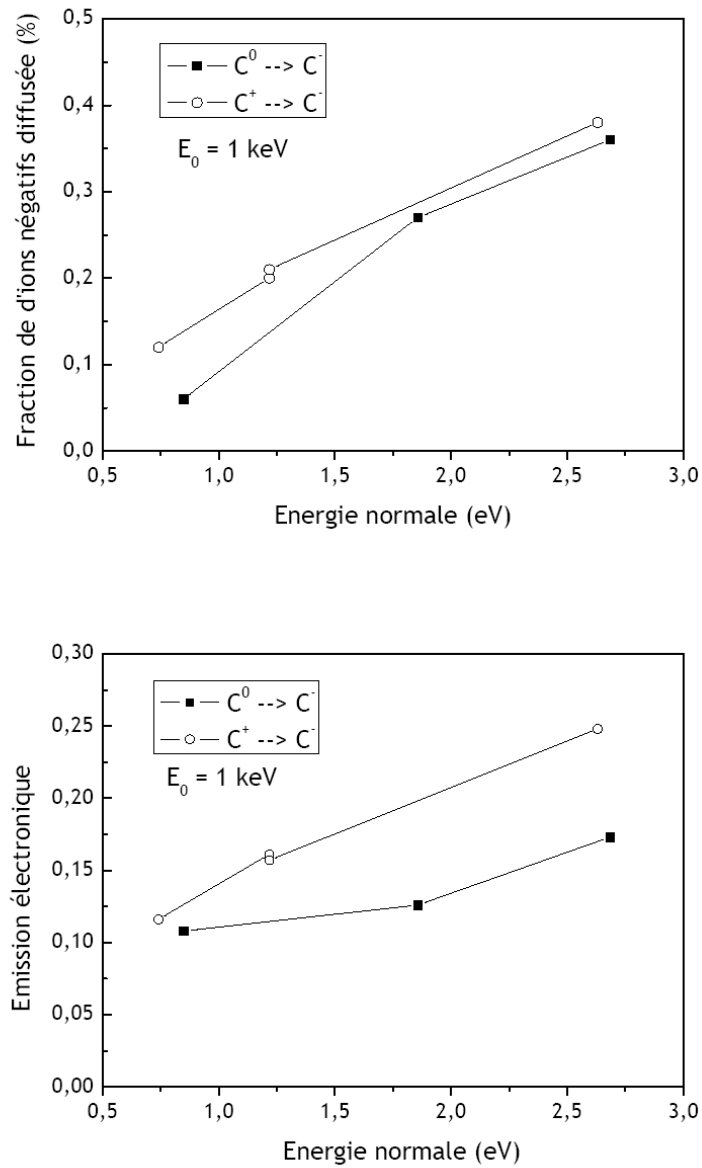 Fraction de d'ions négatifs diffusée (%)
0,5
0,4
0,3
0,2
0,1
0,0
C⁰ --> C⁻
C⁺ --> C⁻
E₀ = 1 keV
0,5 1,0 1,5 2,0 2,5 3,0
Energie normale (eV)
Emission électronique
0,30
0,25
0,20
0,15
0,10
0,05
0,00
C⁰ --> C⁻
C⁺ --> C⁻
E₀ = 1 keV
0,5 1,0 1,5 2,0 2,5 3,0
Energie normale (eV)